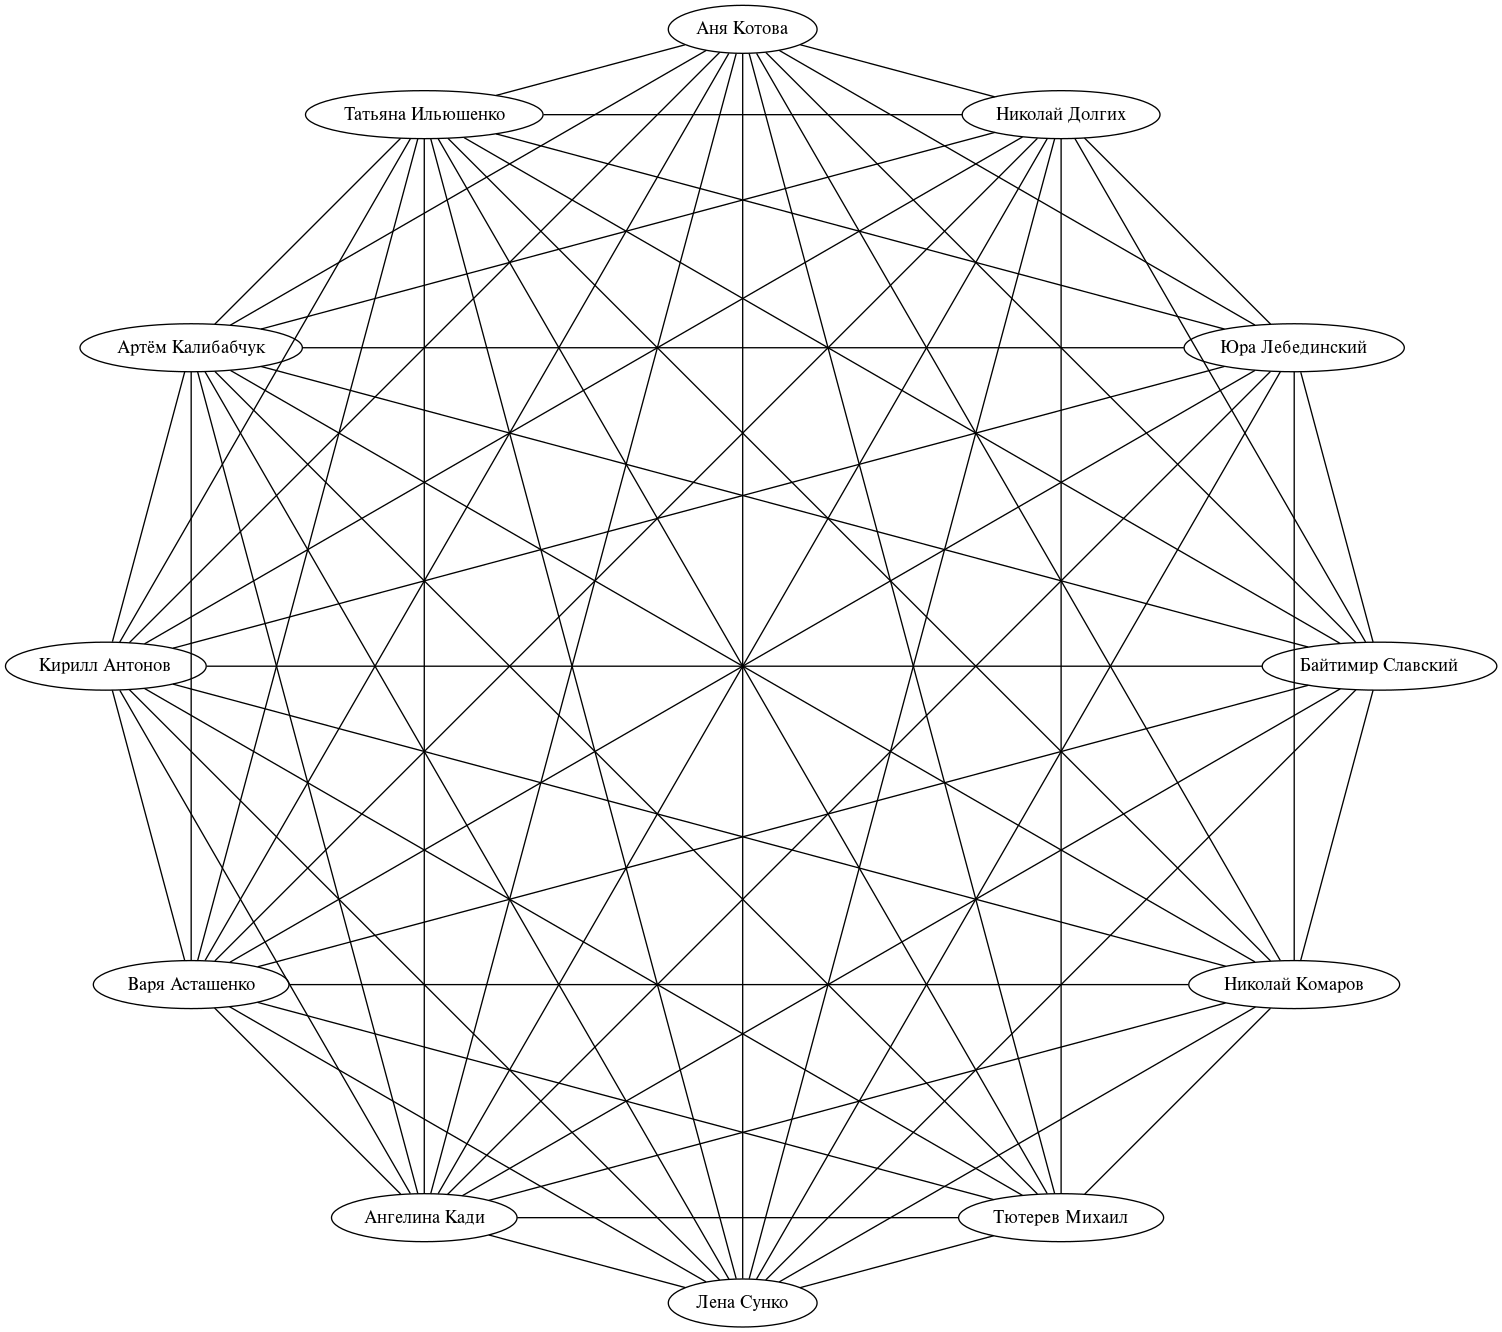 Аня Котова
Татьяна Ильюшенко
Николай Долгих
Артём Калибабчук
Юра Лебединский
Кирилл Антонов
Байтимир Славский
Варя Асташенко
Николай Комаров
Ангелина Кади
Тютерев Михаил
Лена Сунко